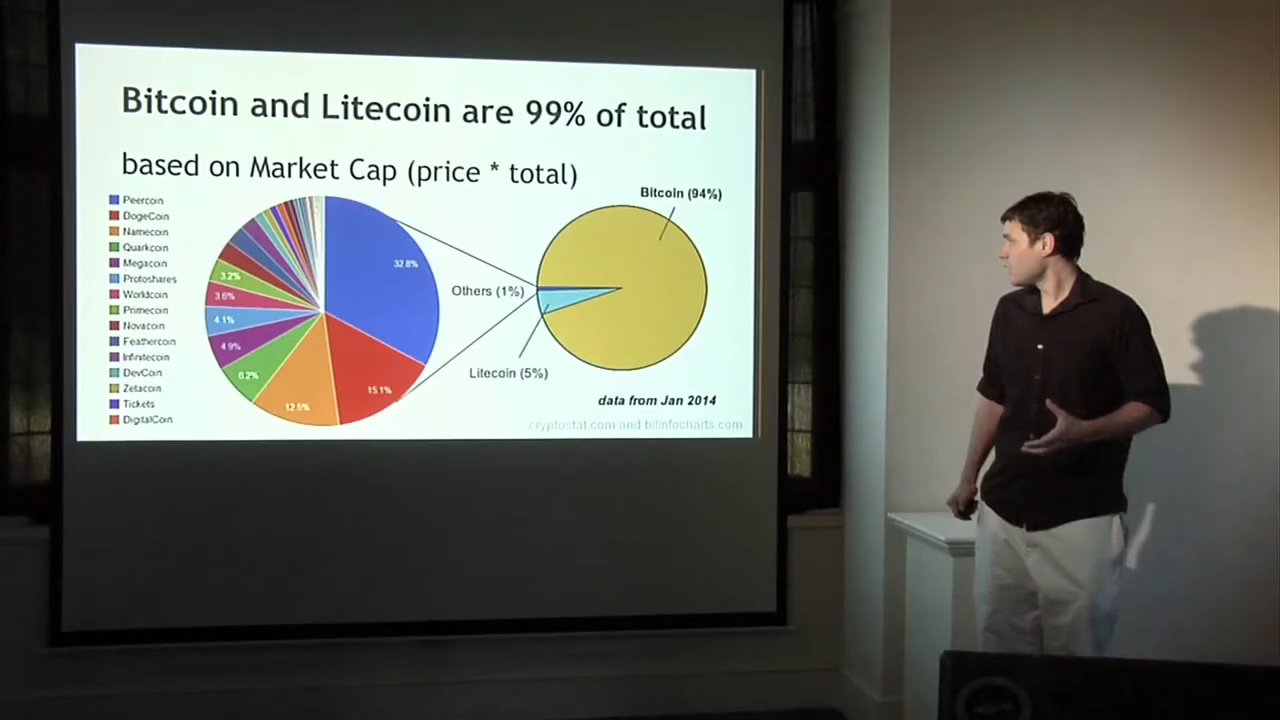 Bitcoin and Litecoin are 99% of total
based on Market Cap (price * total)
Peercoin
DogeCoin
Namecoin
Quarkcoin
Megacoin
Protoshares
Worldcoin
Primecoin
Novacoin
Feathercoin
Infinitecoin
DevCoin
Zetacoin
Tickets
DigitalCoin
32.8%
15.1%
12.5%
6.2%
4.9%
4.1%
3.6%
3.2%
Bitcoin (94%)
Others (1%)
Litecoin (5%)
data from Jan 2014
cryptostat.com and bitinfocharts.com